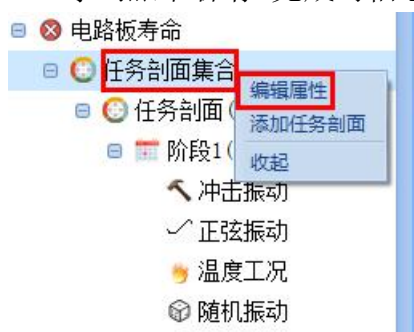 电路板寿命
任务剖面集合
编辑属性
任务剖面(
添加任务剖面
阶段1(
收起
冲击振动
正弦振动
温度工况
随机振动